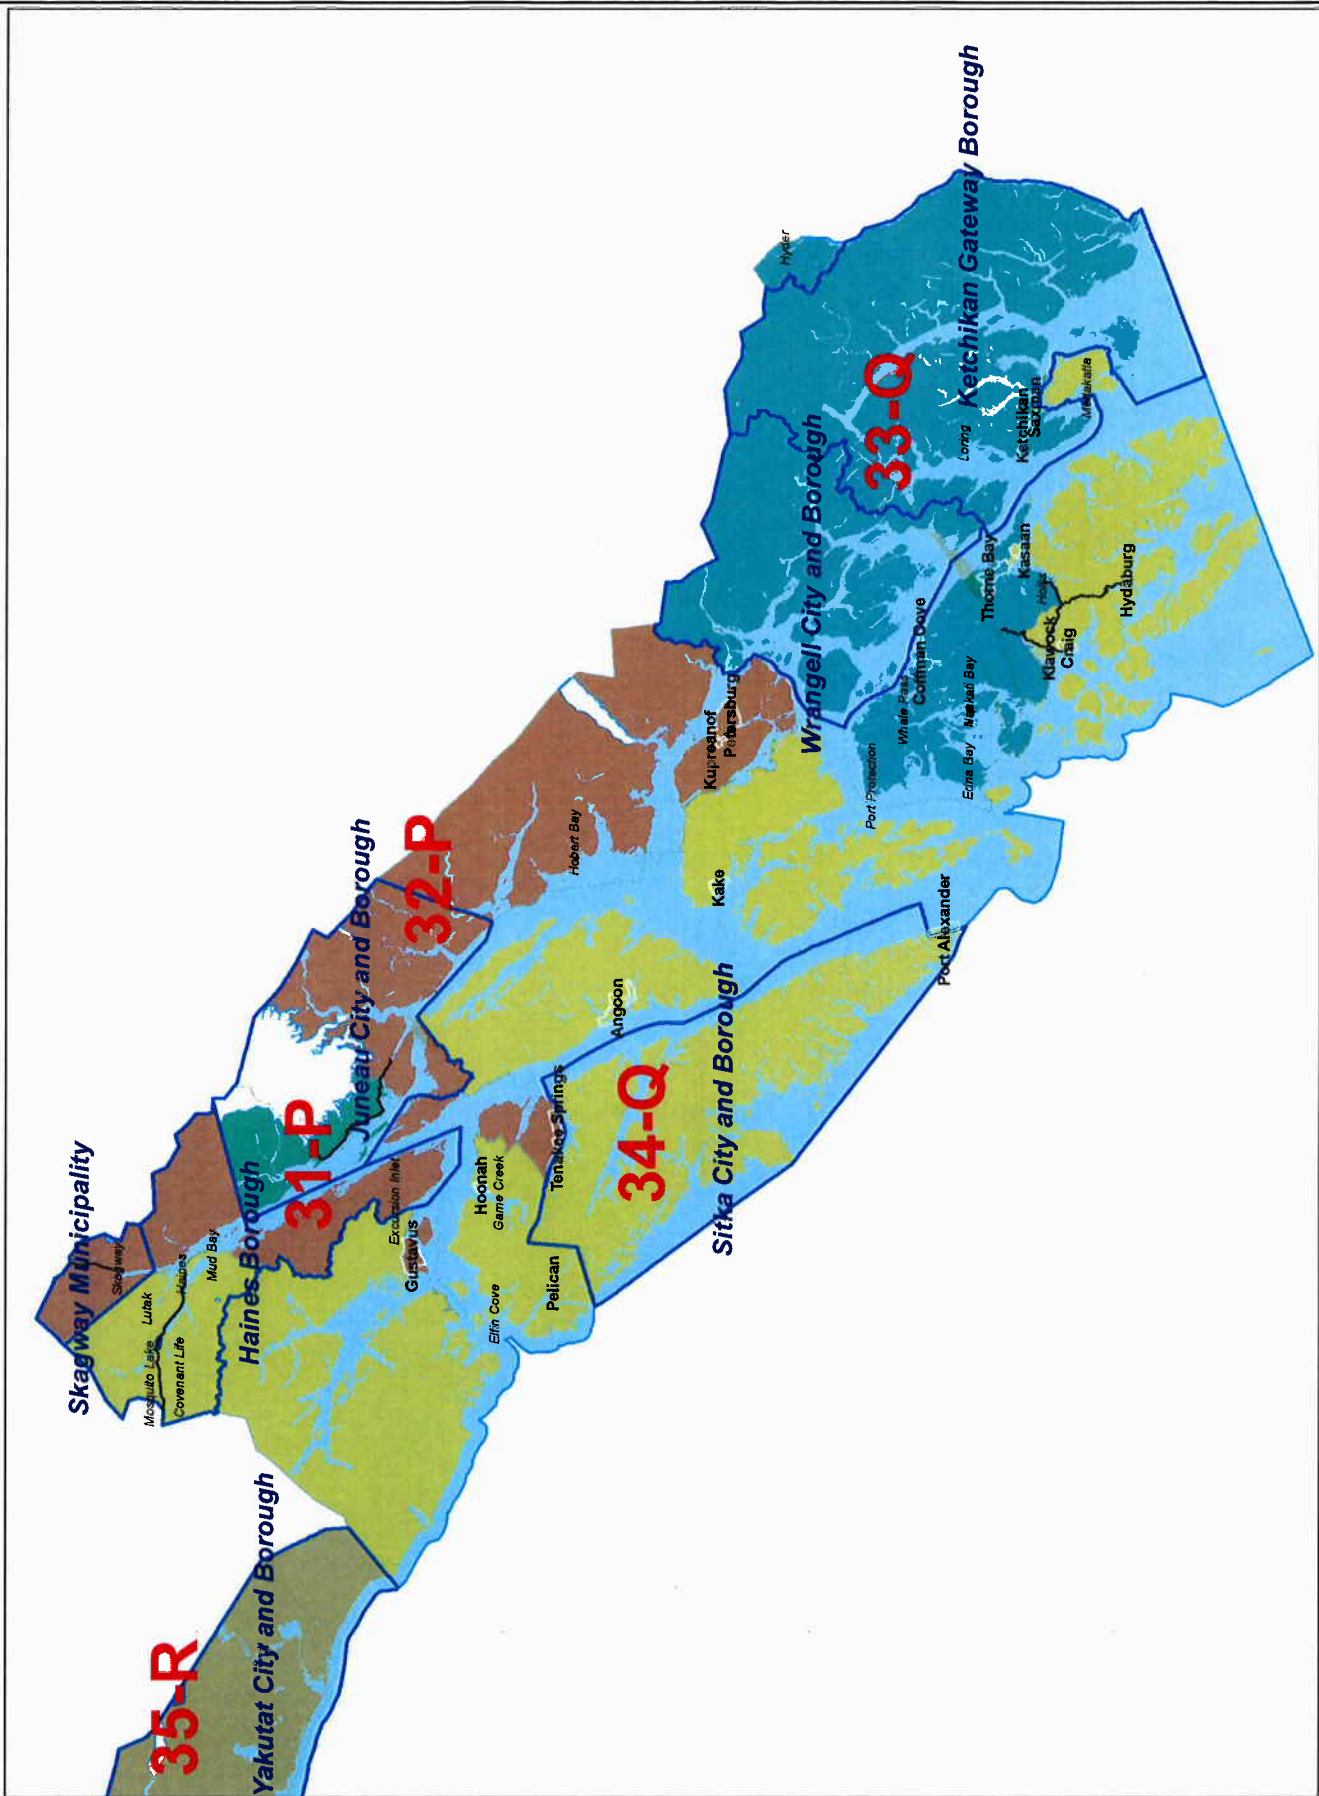 35-R
Yakutat City and Borough
Skagway Municipality
Skagway
Mosquito Lake
Lutak
Covenant Life
Haines
Mud Bay
Haines Borough
31-P
Juneau City and Borough
32-P
Excursion Inlet
Gustavus
Hoonah
Game Creek
Elfin Cove
Pelican
Tenakee Springs
Angoon
34-Q
Sitka City and Borough
Hobart Bay
Kake
Port Alexander
Kupreanof
Petersburg
Wrangell City and Borough
33-Q
Hyder
Ketchikan Gateway Borough
Port Protection
Whale Pass
Coffman Cove
Edna Bay
Naukati Bay
Thorne Bay
Kasaan
Hollis
Klawock
Craig
Hydaburg
Loring
Ketchikan
Saxman
Metlakatla